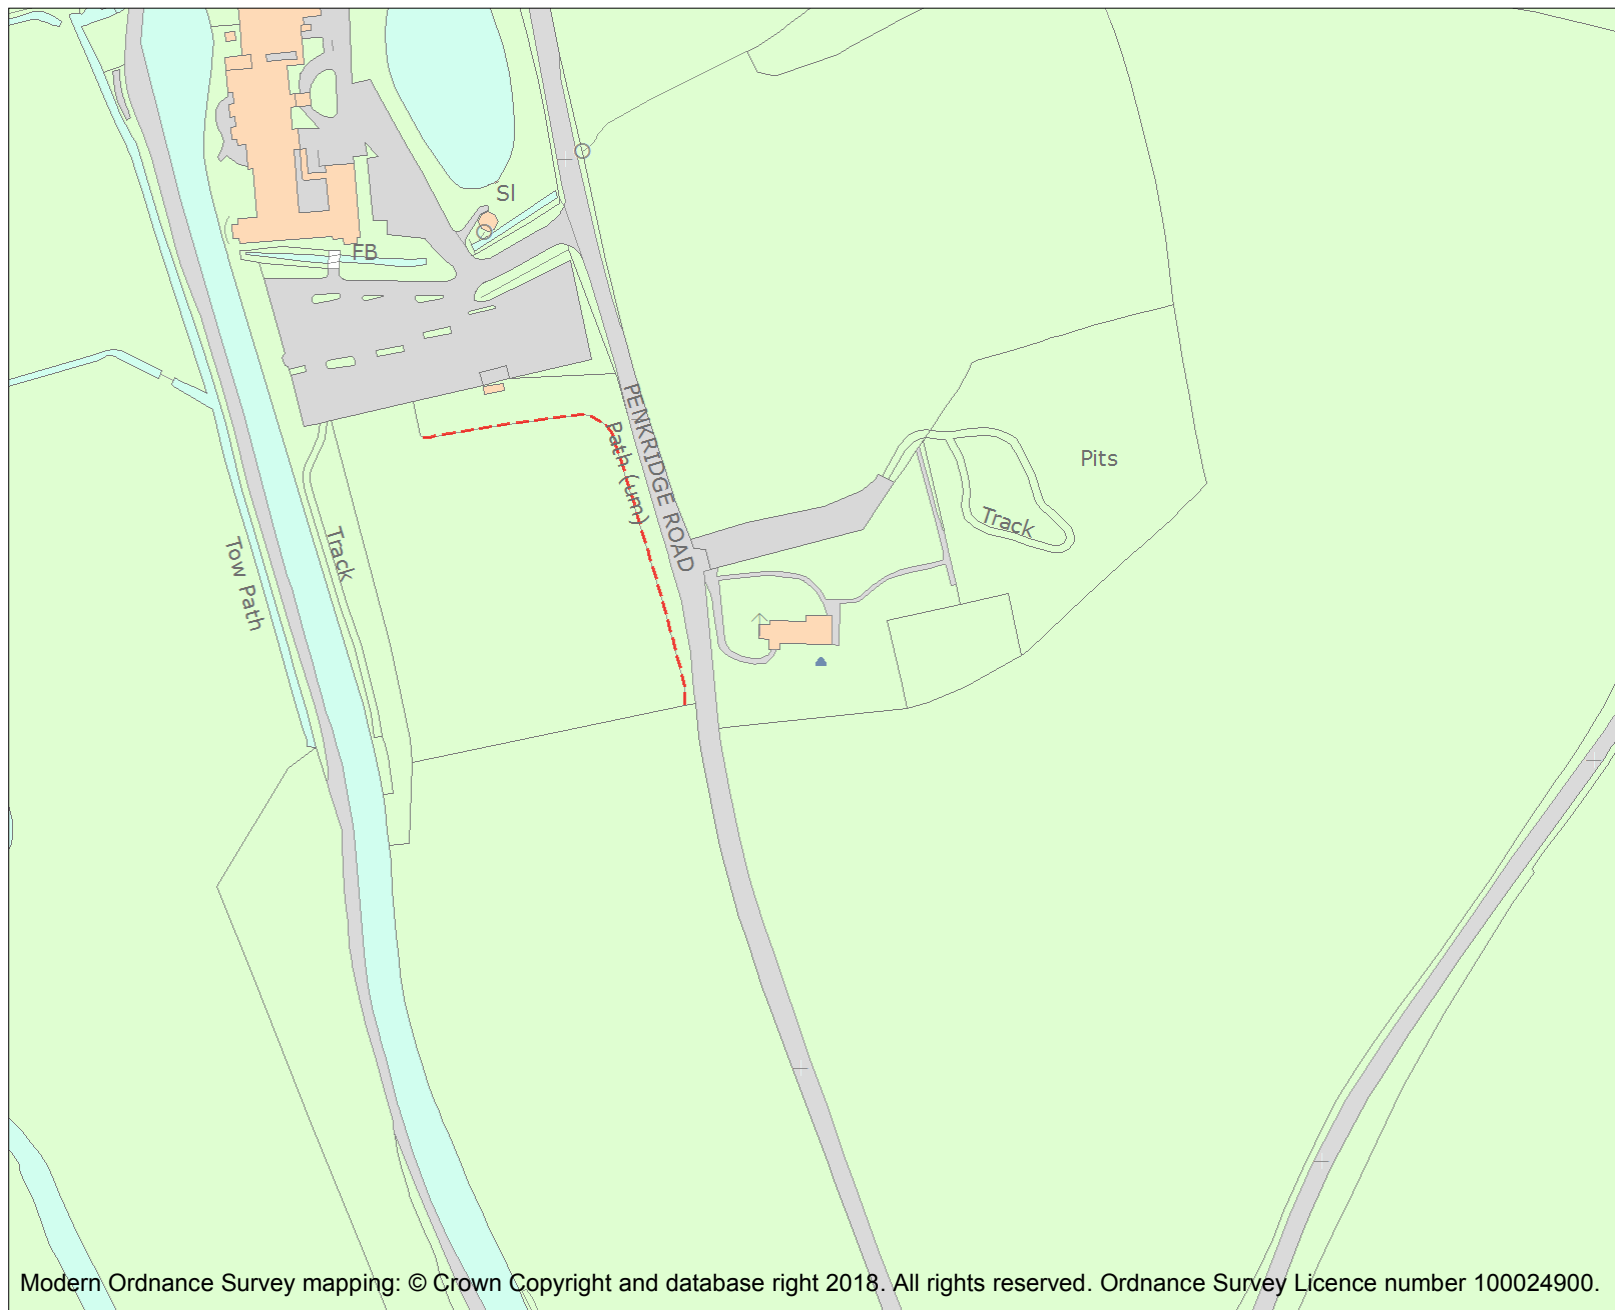 Sl
FB
PENKRIDGE ROAD
Path (um)
Pits
Track
Track
Tow Path
Modern Ordnance Survey mapping: © Crown Copyright and database right 2018. All rights reserved. Ordnance Survey Licence number 100024900.